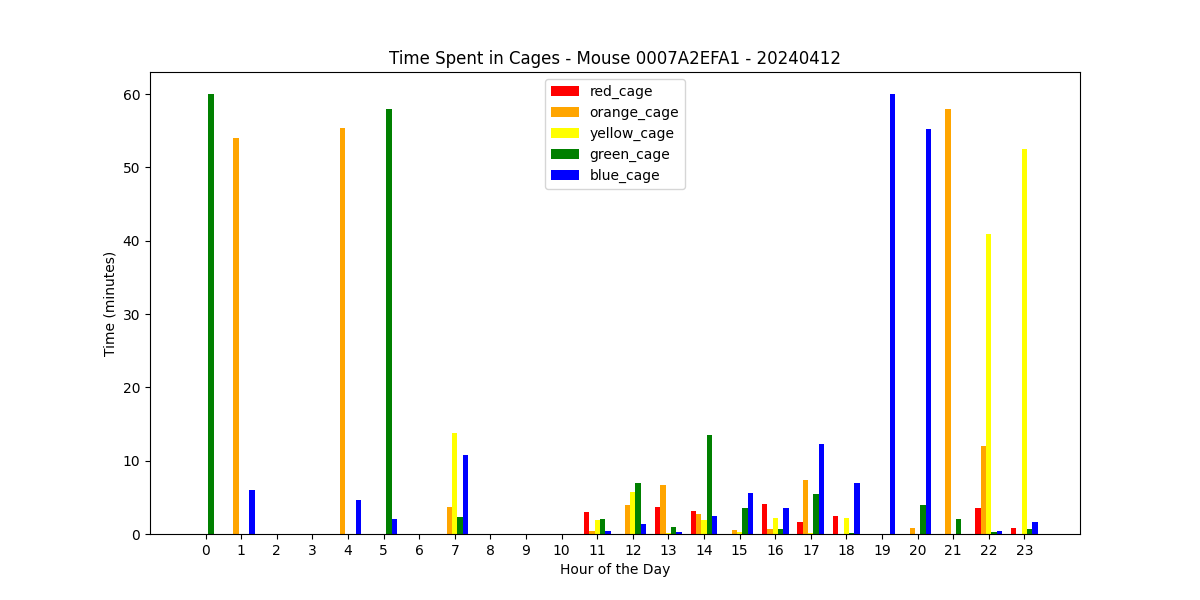 Time Spent in Cages - Mouse 0007A2EFA1 - 20240412
red_cage
orange_cage
yellow_cage
green_cage
blue_cage
Time (minutes)
60
50
40
30
20
10
0
0 1 2 3 4 5 6 7 8 9 10 11 12 13 14 15 16 17 18 19 20 21 22 23
Hour of the Day